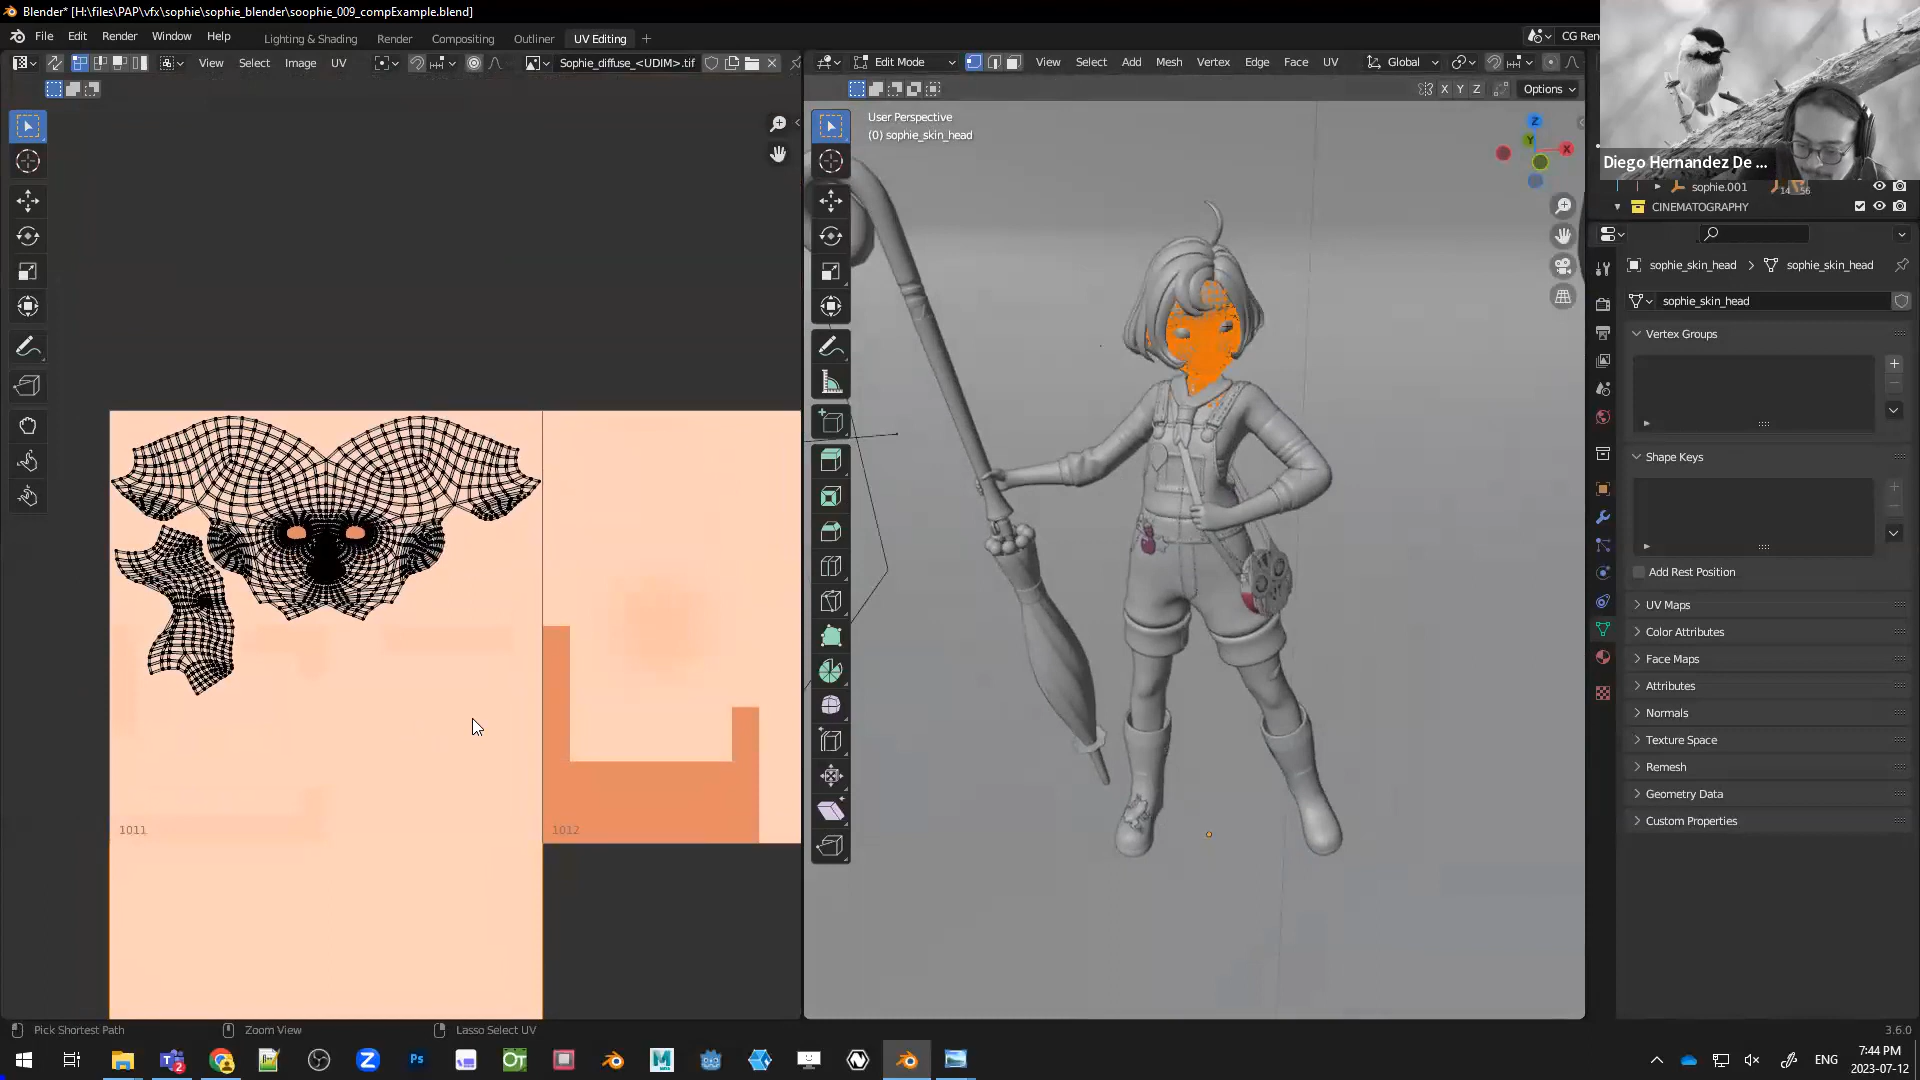 Blender* [H:\files\PAP\vfx\sophie\sophie_blender\soophie_009_compExample.blend]
File Edit Render Window Help Lighting & Shading Render Compositing Outliner UV Editing CG Ren
View Select Image UV Sophie_diffuse_<UDIM>.tif
Edit Mode View Select Add Mesh Vertex Edge Face UV Global
X Y Z Options
User Perspective
(0) sophie_skin_head
Z
Y
X
Diego Hernandez De ...
sophie.001
CINEMATOGRAPHY
sophie_skin_head > sophie_skin_head
sophie_skin_head
Vertex Groups
Shape Keys
Add Rest Position
UV Maps
Color Attributes
Face Maps
Attributes
Normals
Texture Space
Remesh
Geometry Data
Custom Properties
1011
1012
Pick Shortest Path Zoom View Lasso Select UV 3.6.0
Ps
ENG
7:44 PM
2023-07-12